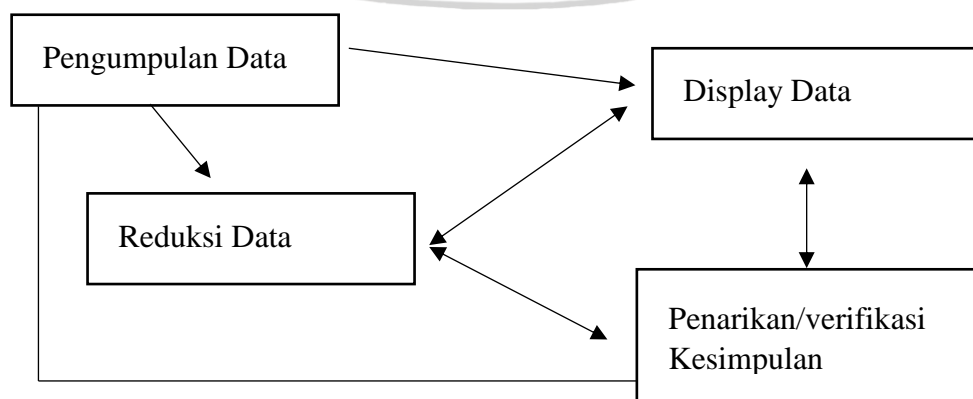 Pengumpulan Data
Display Data
Reduksi Data
Penarikan/verifikasi
Kesimpulan